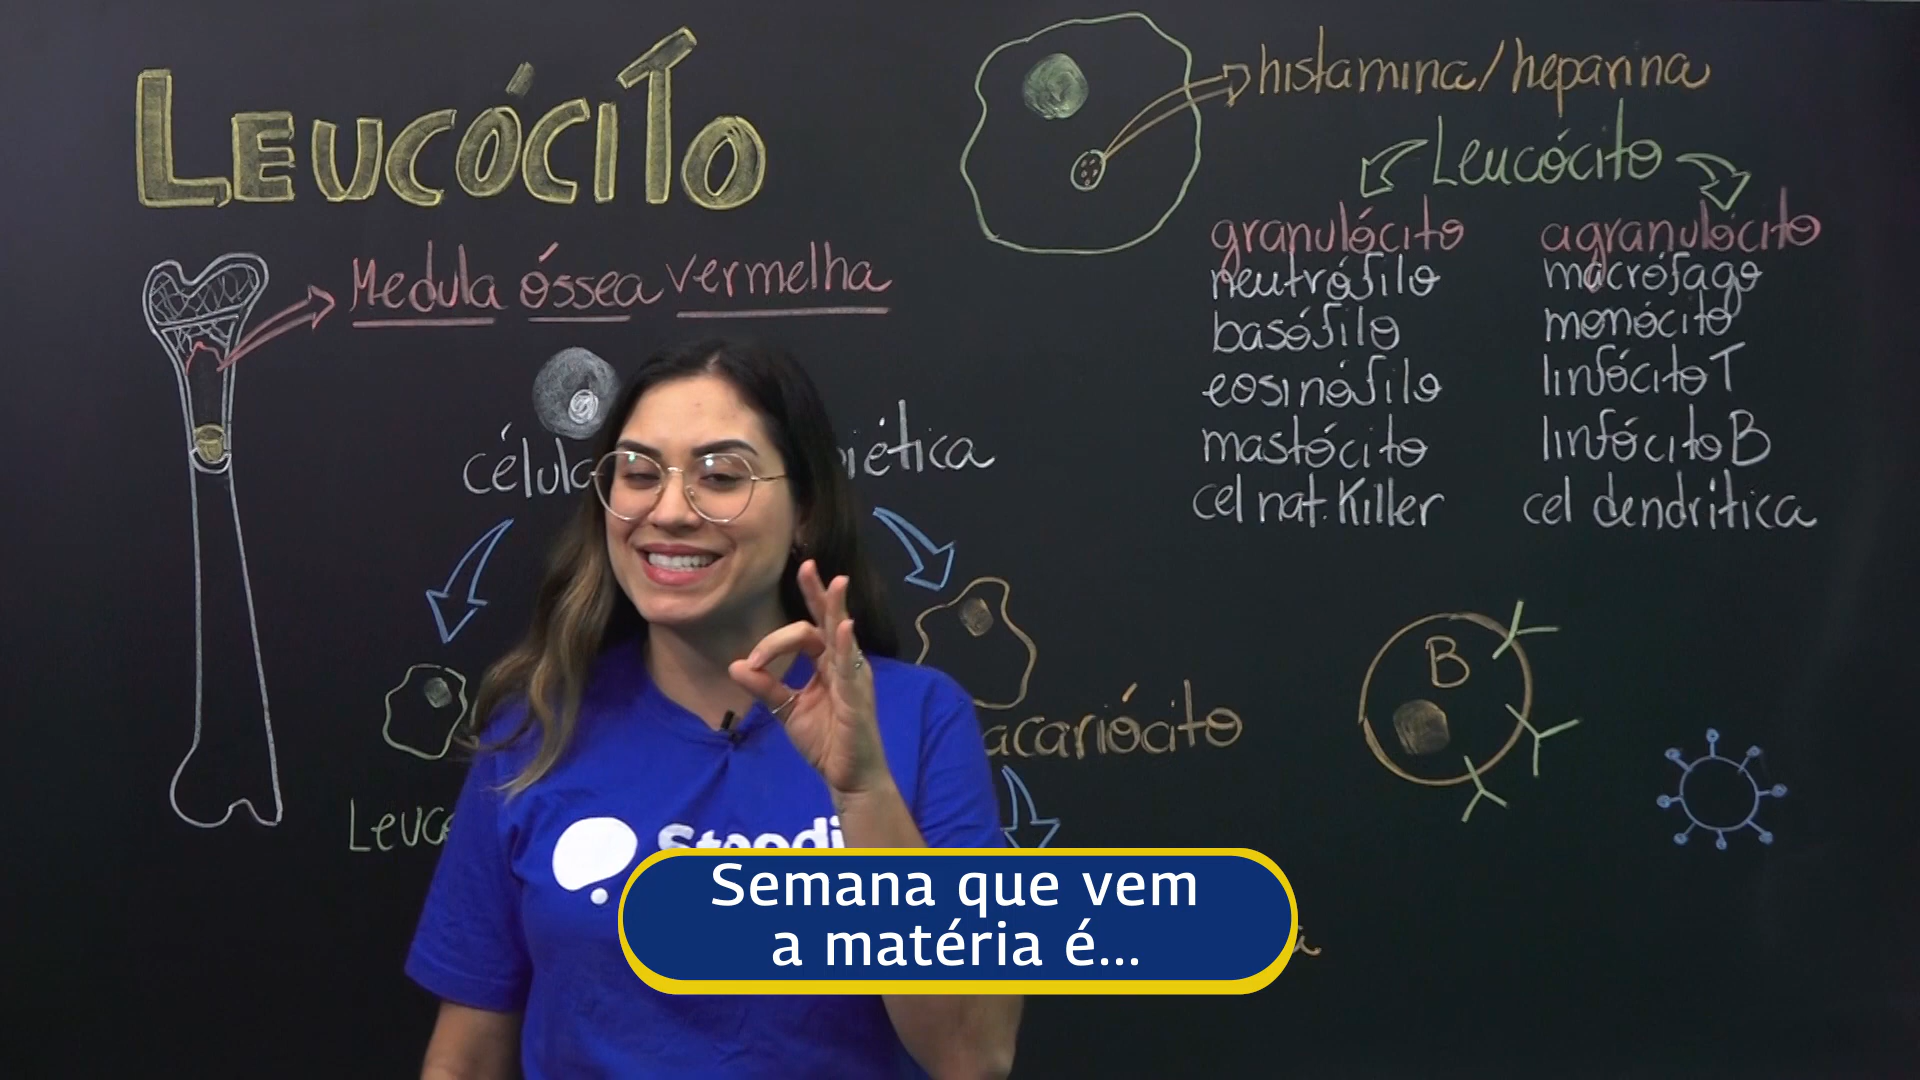 LEUCÓCITO
histamina/heparina
Leucócito
granulócito agranulócito
neutrófilo macrófago
basófilo monócito
eosinófilo linfócito T
mastócito linfócito B
cel nat. Killer cel dendritica
Medula óssea vermelha
B
Semana que vem
a matéria é...